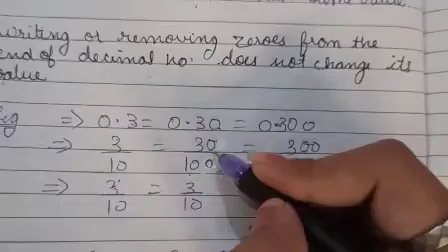 writing or removing zeroes from the
end of decimal no. does not change its
value
eg ⇒ 0.3 = 0.30 = 0.300
⇒ 3/10 = 30/100 = 300
⇒ 3/10 = 3/10